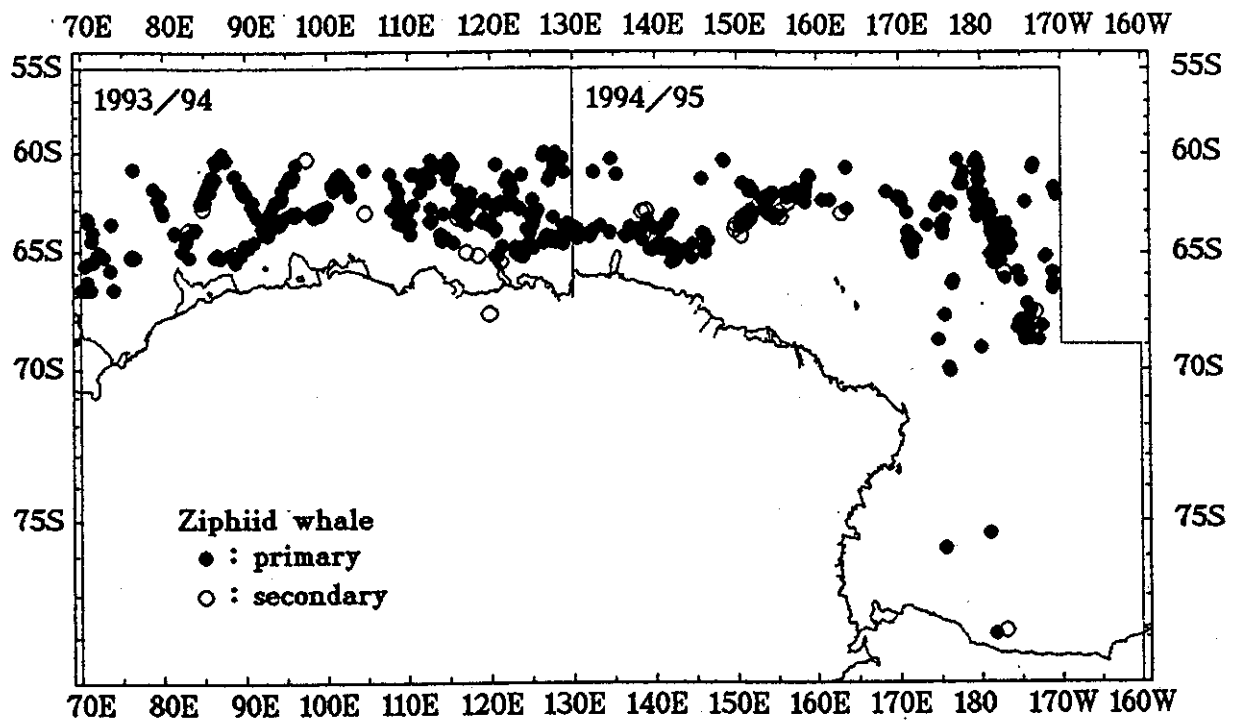 70E 80E 90E 100E 110E 120E 130E 140E 150E 160E 170E 180 170W 160W
55S 55S
1993/94 1994/95
60S 60S
65S 65S
70S 70S
75S 75S
Ziphiid whale
● : primary
○ : secondary
70E 80E 90E 100E 110E 120E 130E 140E 150E 160E 170E 180 170W 160W